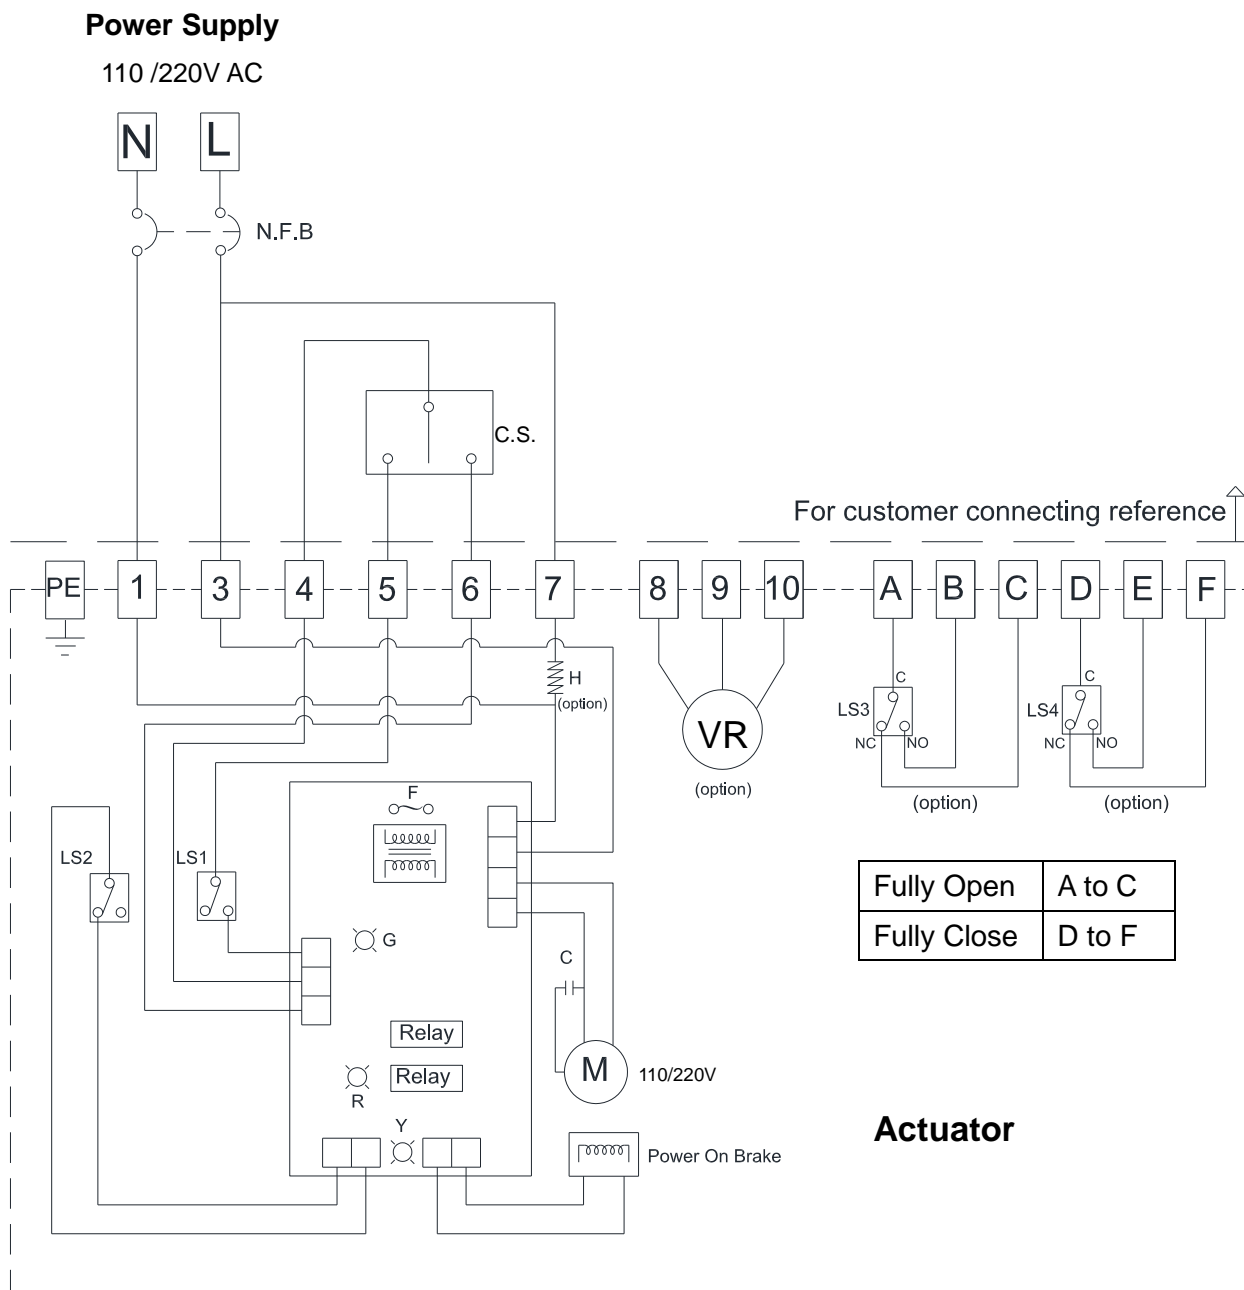 Power Supply
110 /220V AC
N L
N.F.B
C.S.
For customer connecting reference
PE 1 3 4 5 6 7 8 9 10 A B C D E F
H
(option)
C
C
LS3
LS4
NC NO
NC NO
VR
(option)
(option)
(option)
F
LS2
LS1
Fully Open A to C
Fully Close D to F
G
C
Relay
Relay
R
M
110/220V
Y
Actuator
Power On Brake